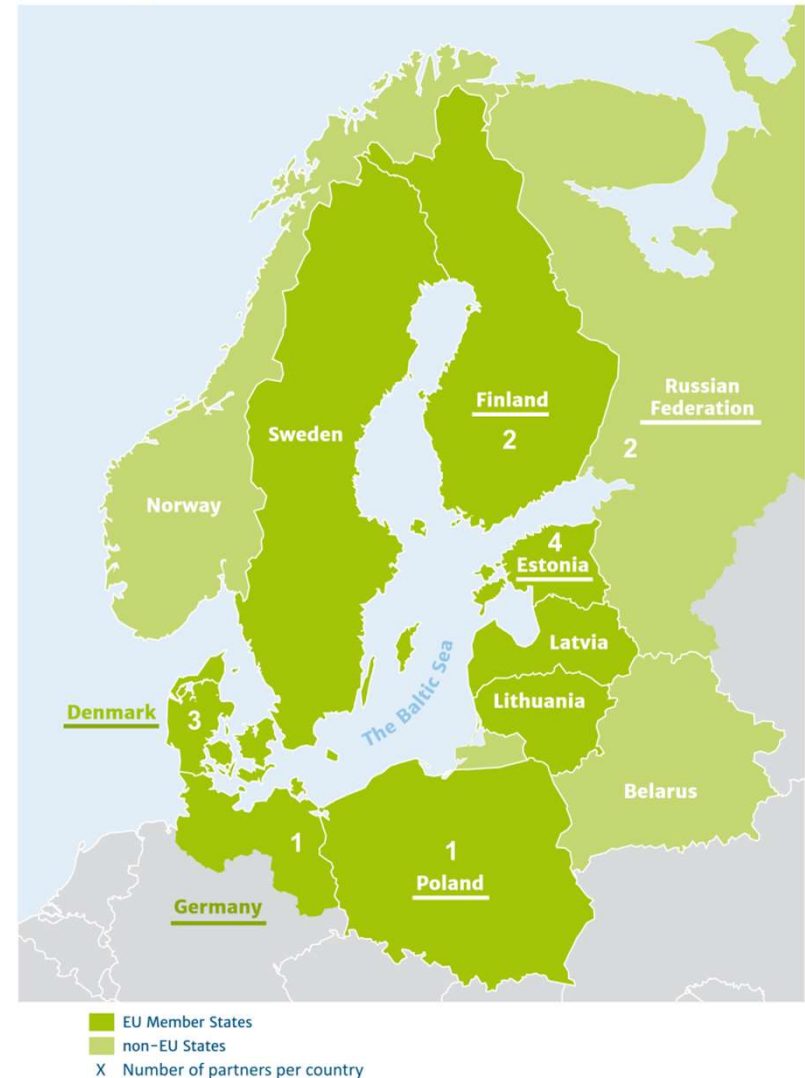 Finland
2
Russian
Federation
2
Sweden
Norway
4
Estonia
Latvia
The Baltic Sea
Lithuania
Denmark
3
Belarus
1
1
Poland
Germany
EU Member States
non-EU States
X Number of partners per country